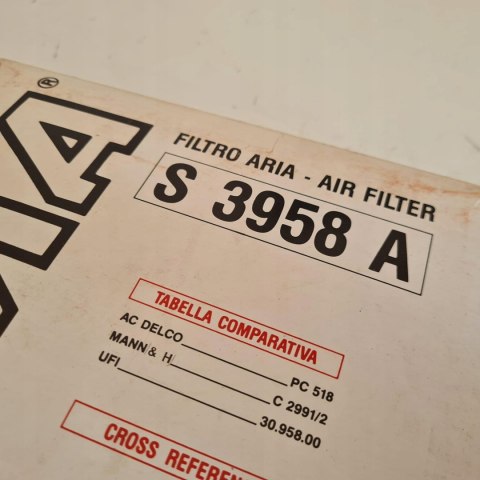 ®
FILTRO ARIA - AIR FILTER
S 3958 A
TABELLA COMPARATIVA
AC DELCO PC 518
MANN & H C 2991/2
UFI 30.958.00
CROSS REFEREN